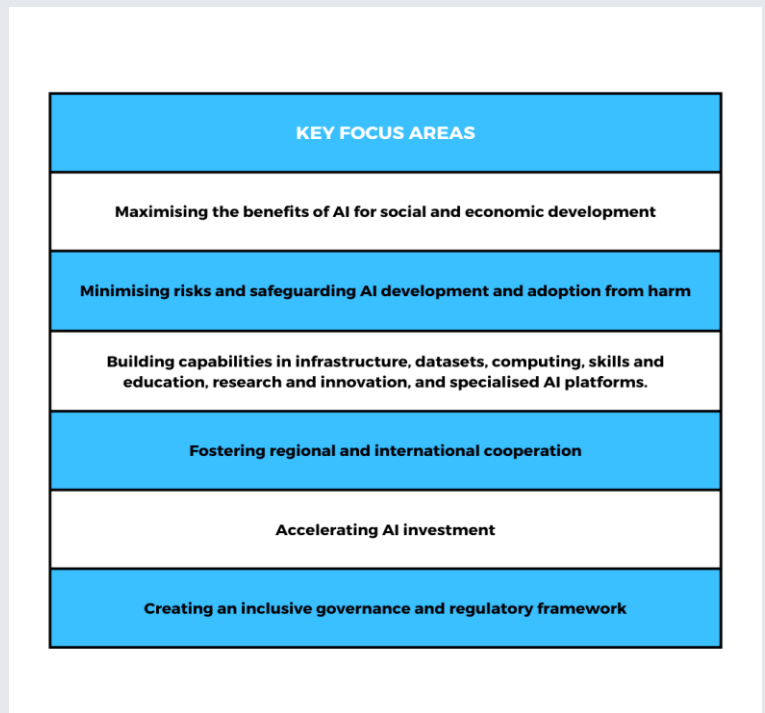 KEY FOCUS AREAS
Maximising the benefits of AI for social and economic development
Minimising risks and safeguarding AI development and adoption from harm
Building capabilities in infrastructure, datasets, computing, skills and
education, research and innovation, and specialised AI platforms.
Fostering regional and international cooperation
Accelerating AI investment
Creating an inclusive governance and regulatory framework